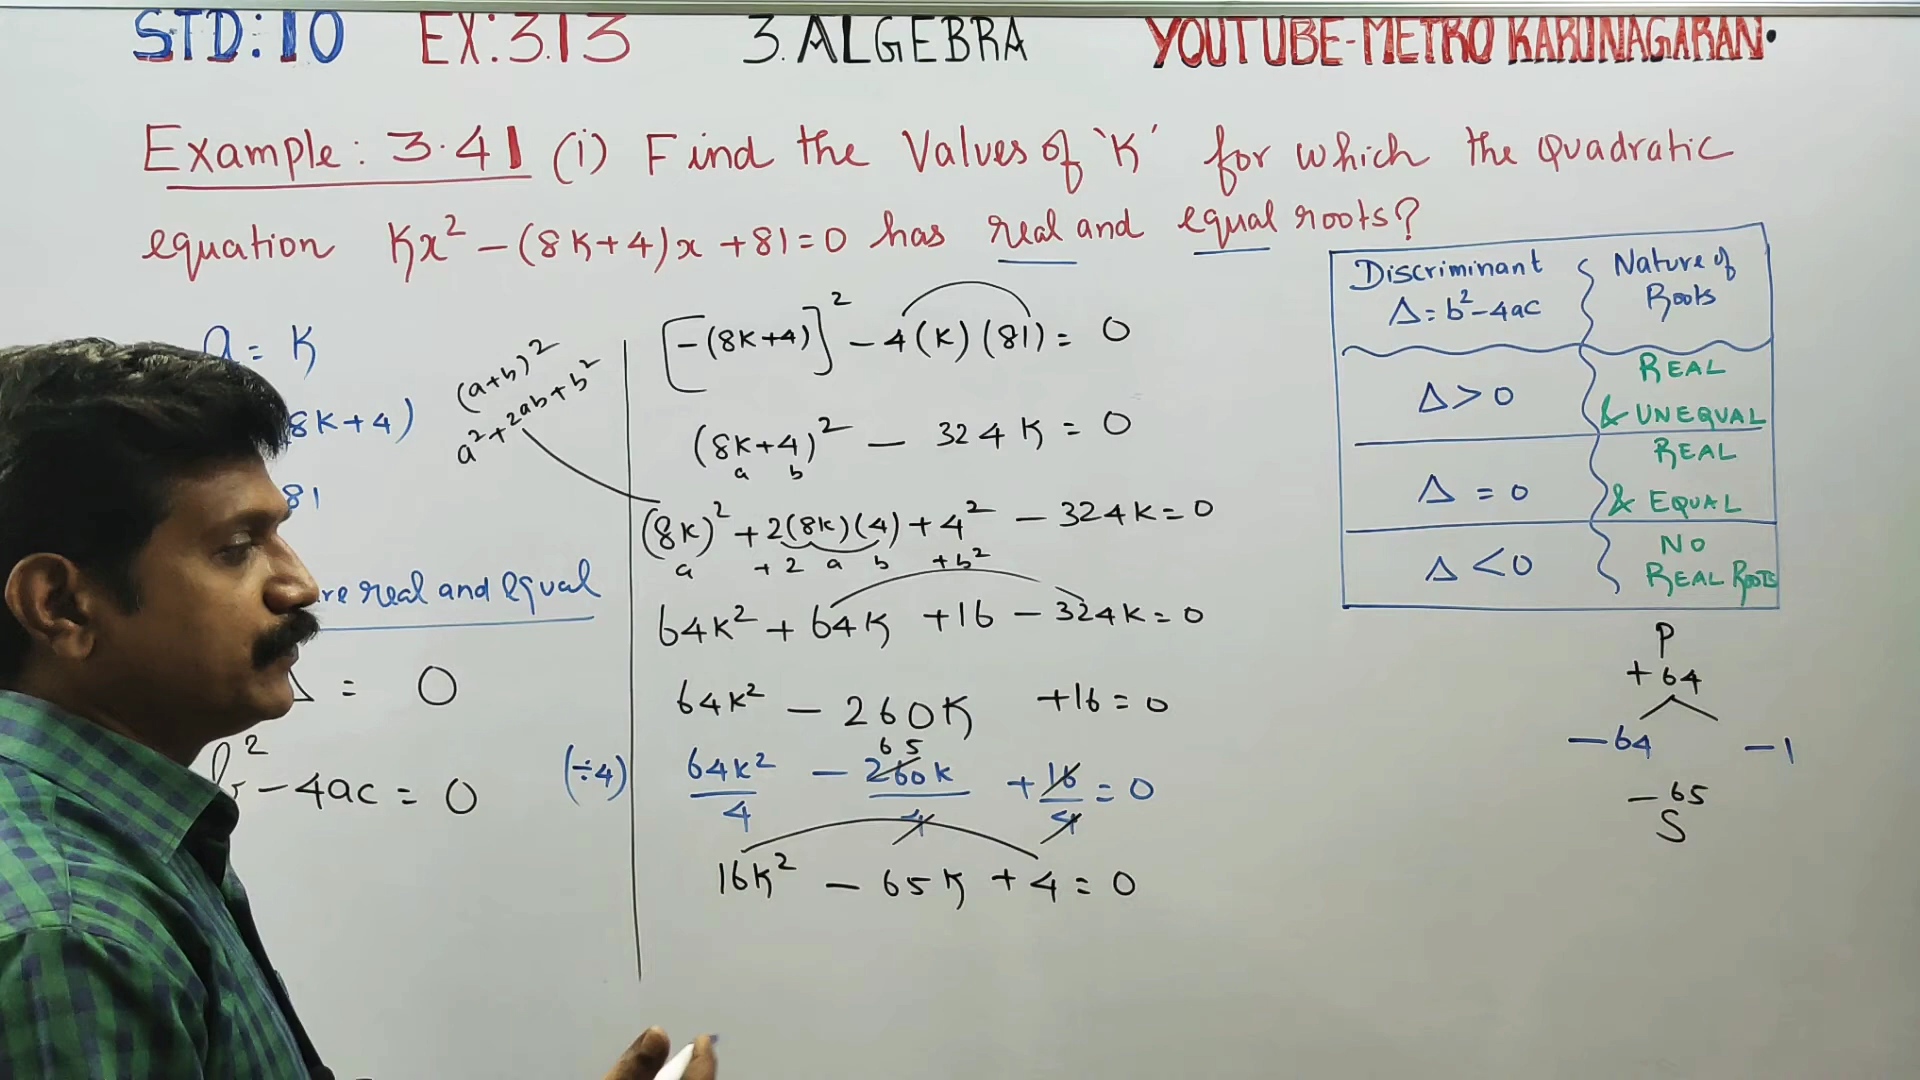 STD:10 EX:3.13 3.ALGEBRA YOUTUBE-METRO KARUNAGARAN.
Example: 3.41 (i) Find the Values of 'K' for which the quadratic
equation Kx² - (8K+4)x + 81 = 0 has real and equal roots?
a = K
8K+4)
81
are real and equal
Δ = 0
b² - 4ac = 0
(a+b)²
a² + 2ab + b²
[-(8K+4)]² - 4(K)(81) = 0
(8K+4)² - 324K = 0
a b
(8K)² + 2(8K)(4) + 4² - 324K = 0
a +2 a b +b²
64K² + 64K + 16 - 324K = 0
64K² - 260K + 16 = 0
65
(÷4) 64K²/4 - 260K/4 + 16/4 = 0
16K² - 65K + 4 = 0
Discriminant Nature of
Δ = b² - 4ac Roots
Δ > 0 REAL
& UNEQUAL
Δ = 0 REAL
& EQUAL
Δ < 0 NO
REAL ROOTS
P
+64
-64 -1
-65
S